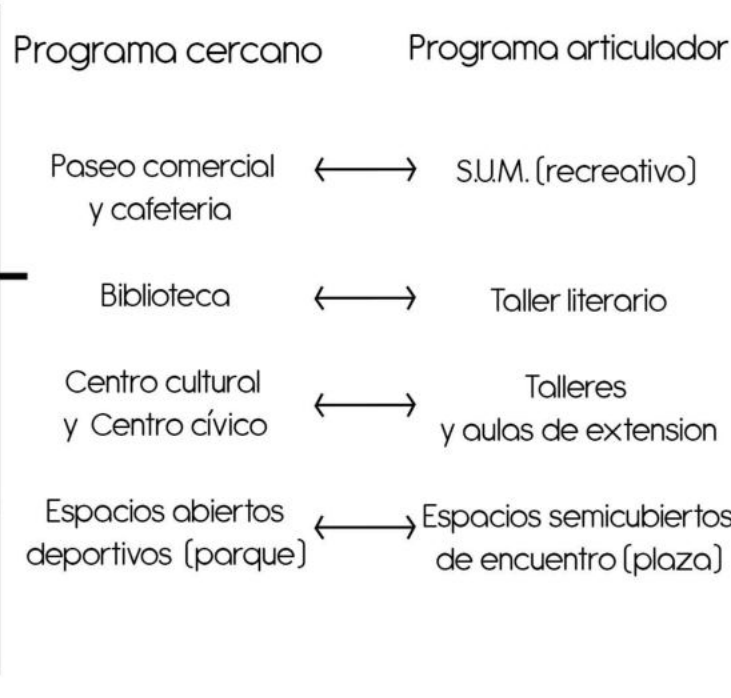 Programa cercano
Programa articulador
Paseo comercial
y cafeteria
S.U.M. (recreativo)
Biblioteca
Taller literario
Centro cultural
y Centro cívico
Talleres
y aulas de extension
Espacios abiertos
deportivos (parque)
Espacios semicubiertos
de encuentro (plaza)